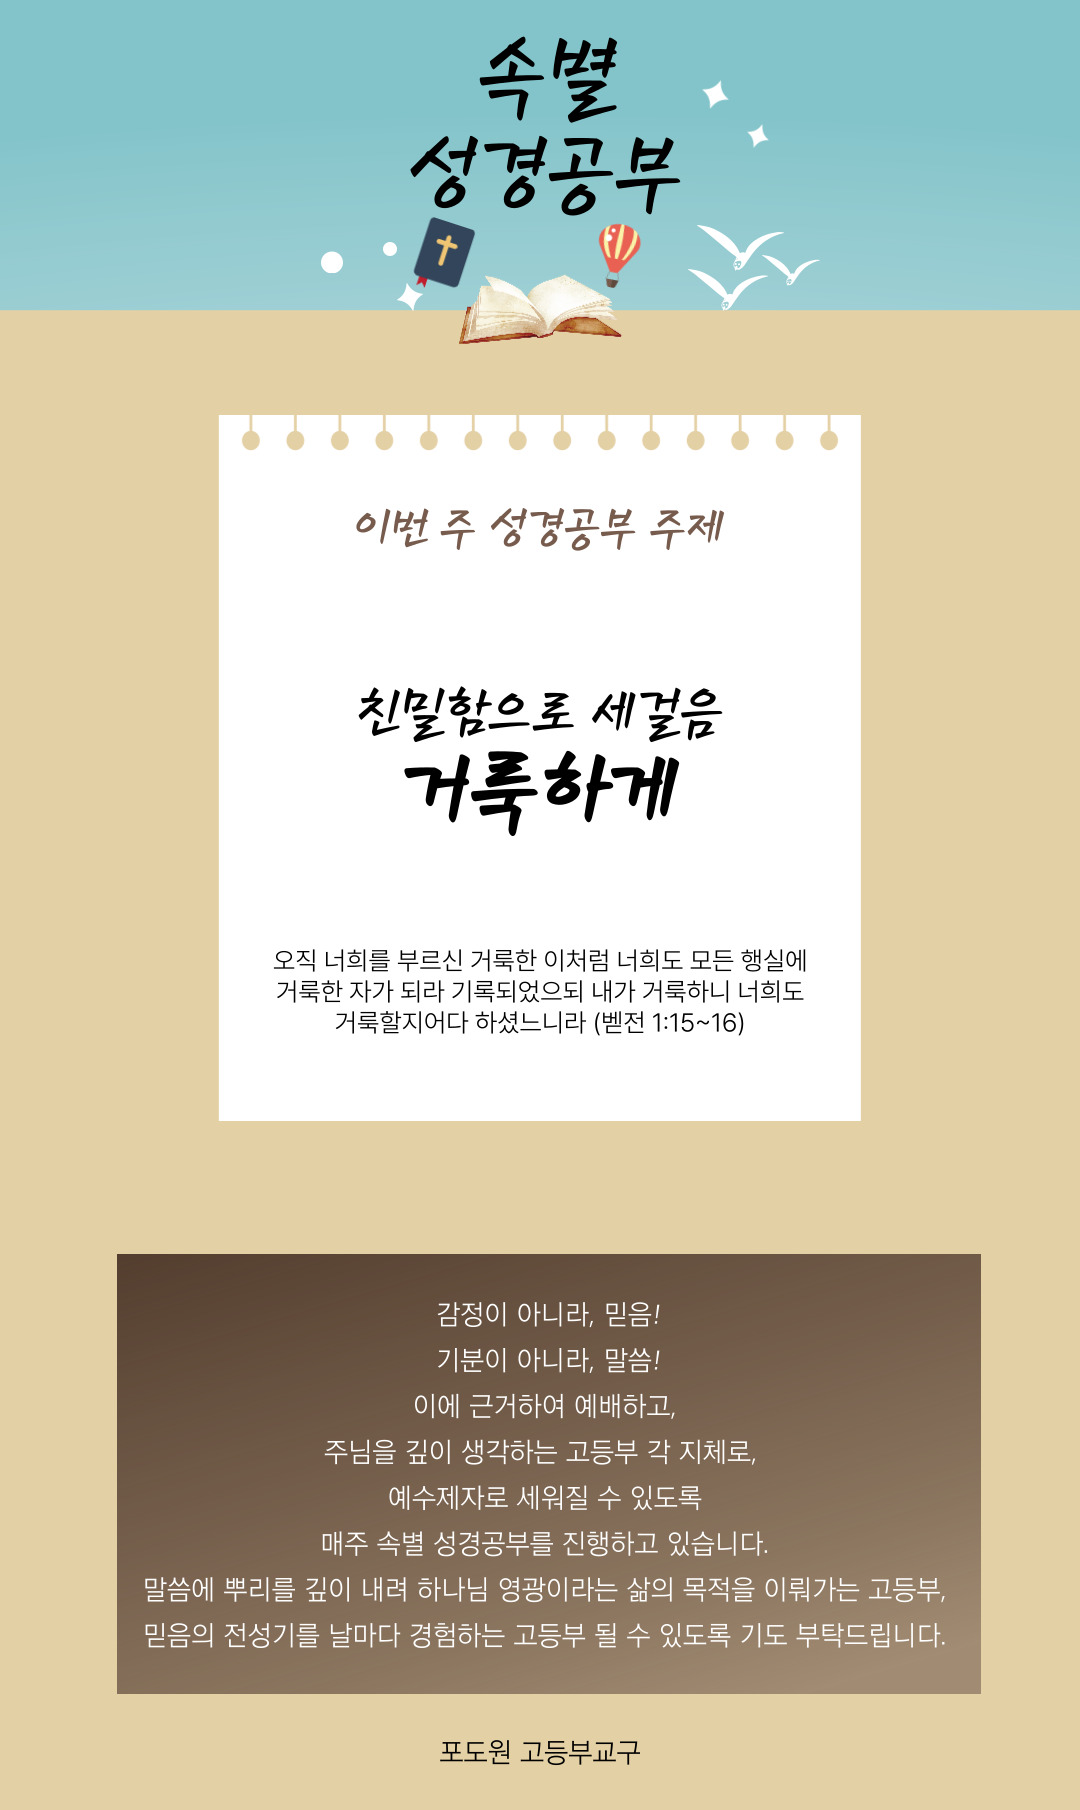 속별
성경공부
이번 주 성경공부 주제
친밀함으로 세걸음
거룩하게
오직 너희를 부르신 거룩한 이처럼 너희도 모든 행실에
거룩한 자가 되라 기록되었으되 내가 거룩하니 너희도
거룩할지어다 하셨느니라 (벧전 1:15~16)
감정이 아니라, 믿음!
기분이 아니라, 말씀!
이에 근거하여 예배하고,
주님을 깊이 생각하는 고등부 각 지체로,
예수제자로 세워질 수 있도록
매주 속별 성경공부를 진행하고 있습니다.
말씀에 뿌리를 깊이 내려 하나님 영광이라는 삶의 목적을 이뤄가는 고등부,
믿음의 전성기를 날마다 경험하는 고등부 될 수 있도록 기도 부탁드립니다.
포도원 고등부교구